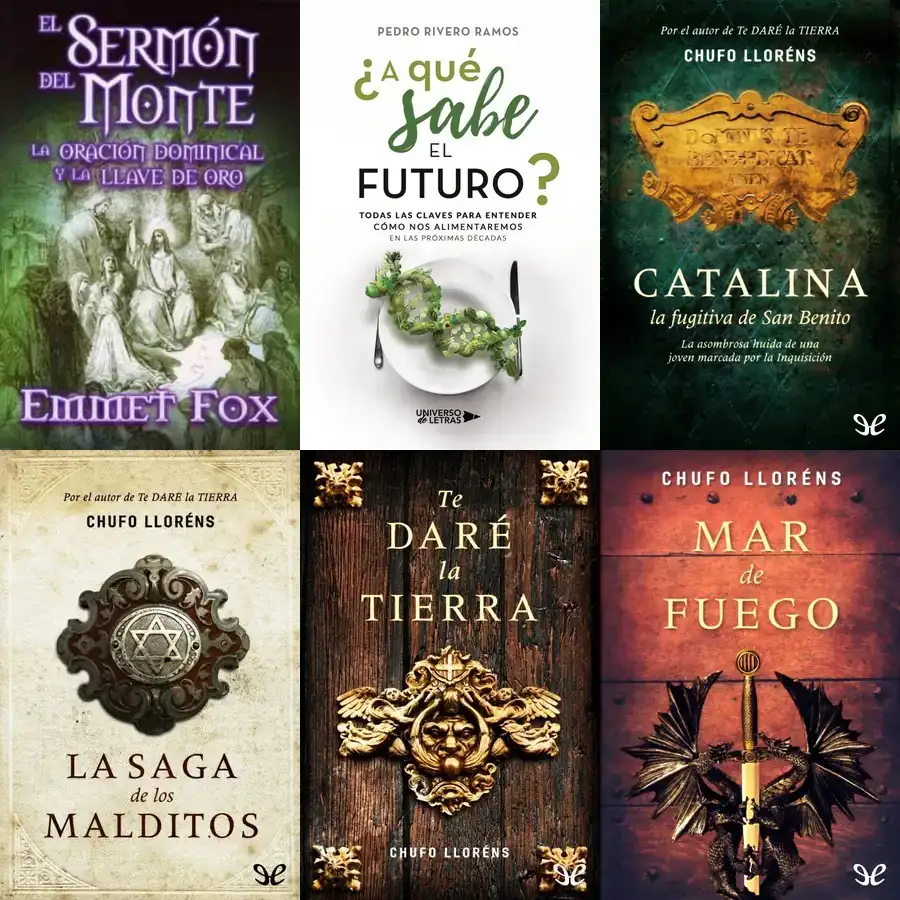 EL
SERMÓN
DEL
MONTE
LA ORACIÓN DOMINICAL
Y LA LLAVE DE ORO
EMMET FOX
PEDRO RIVERO RAMOS
¿A qué
sabe
EL
FUTURO?
TODAS LAS CLAVES PARA ENTENDER
CÓMO NOS ALIMENTAREMOS
EN LAS PRÓXIMAS DÉCADAS
UNIVERSO
de LETRAS
Por el autor de Te DARÉ la TIERRA
CHUFO LLORÉNS
DOMINUS TE
BENEDICAT
AMEN
CATALINA
la fugitiva de San Benito
La asombrosa huida de una
joven marcada por la Inquisición
Por el autor de Te DARÉ la TIERRA
CHUFO LLORÉNS
LA SAGA
de los
MALDITOS
Te
DARÉ
la
TIERRA
CHUFO LLORÉNS
CHUFO LLORÉNS
MAR
de
FUEGO